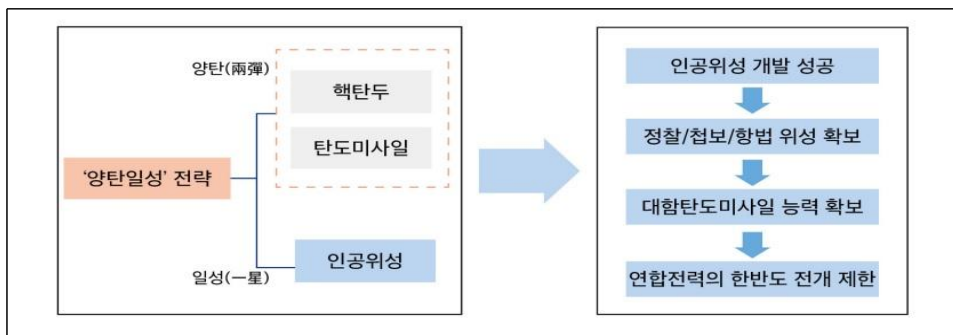 양탄(兩彈)
핵탄두
탄도미사일
‘양탄일성’ 전략
인공위성
일성(一星)
인공위성 개발 성공
정찰/첩보/항법 위성 확보
대함탄도미사일 능력 확보
연합전력의 한반도 전개 제한